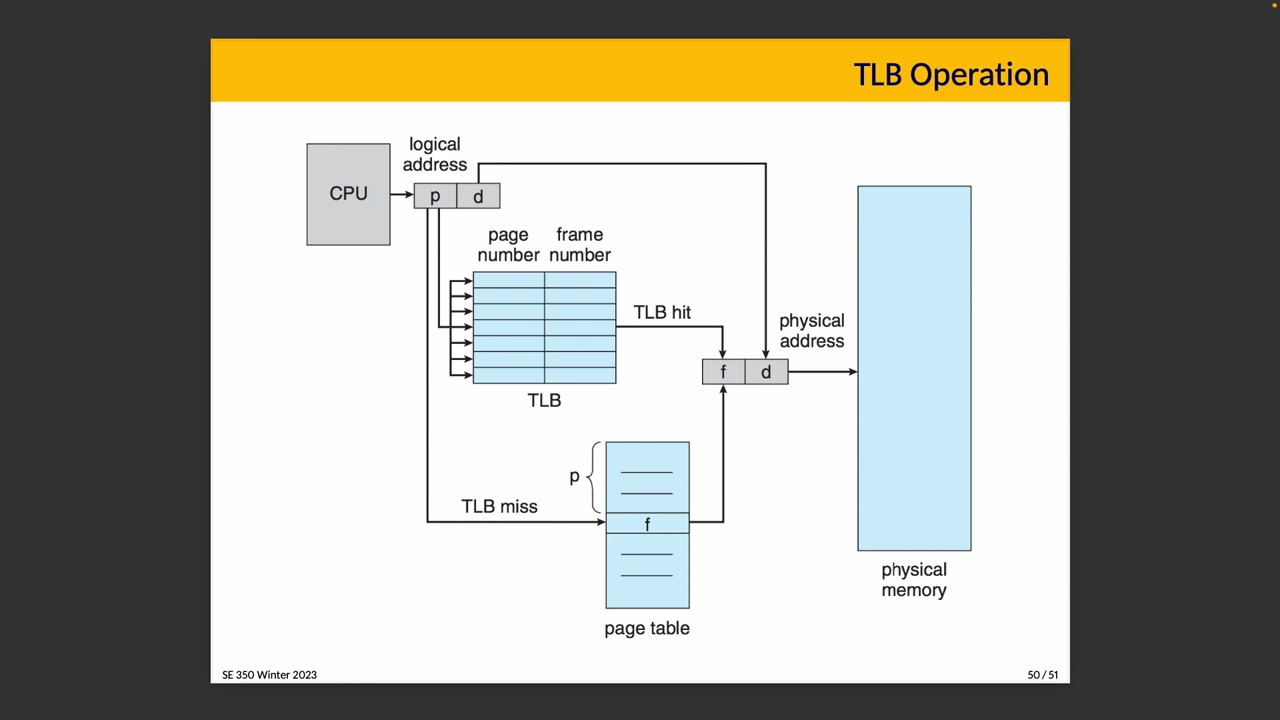 TLB Operation
logical
address
CPU
p d
page frame
number number
TLB hit
physical
address
f d
TLB
p
TLB miss
f
physical
memory
page table
SE 350 Winter 2023
50 / 51